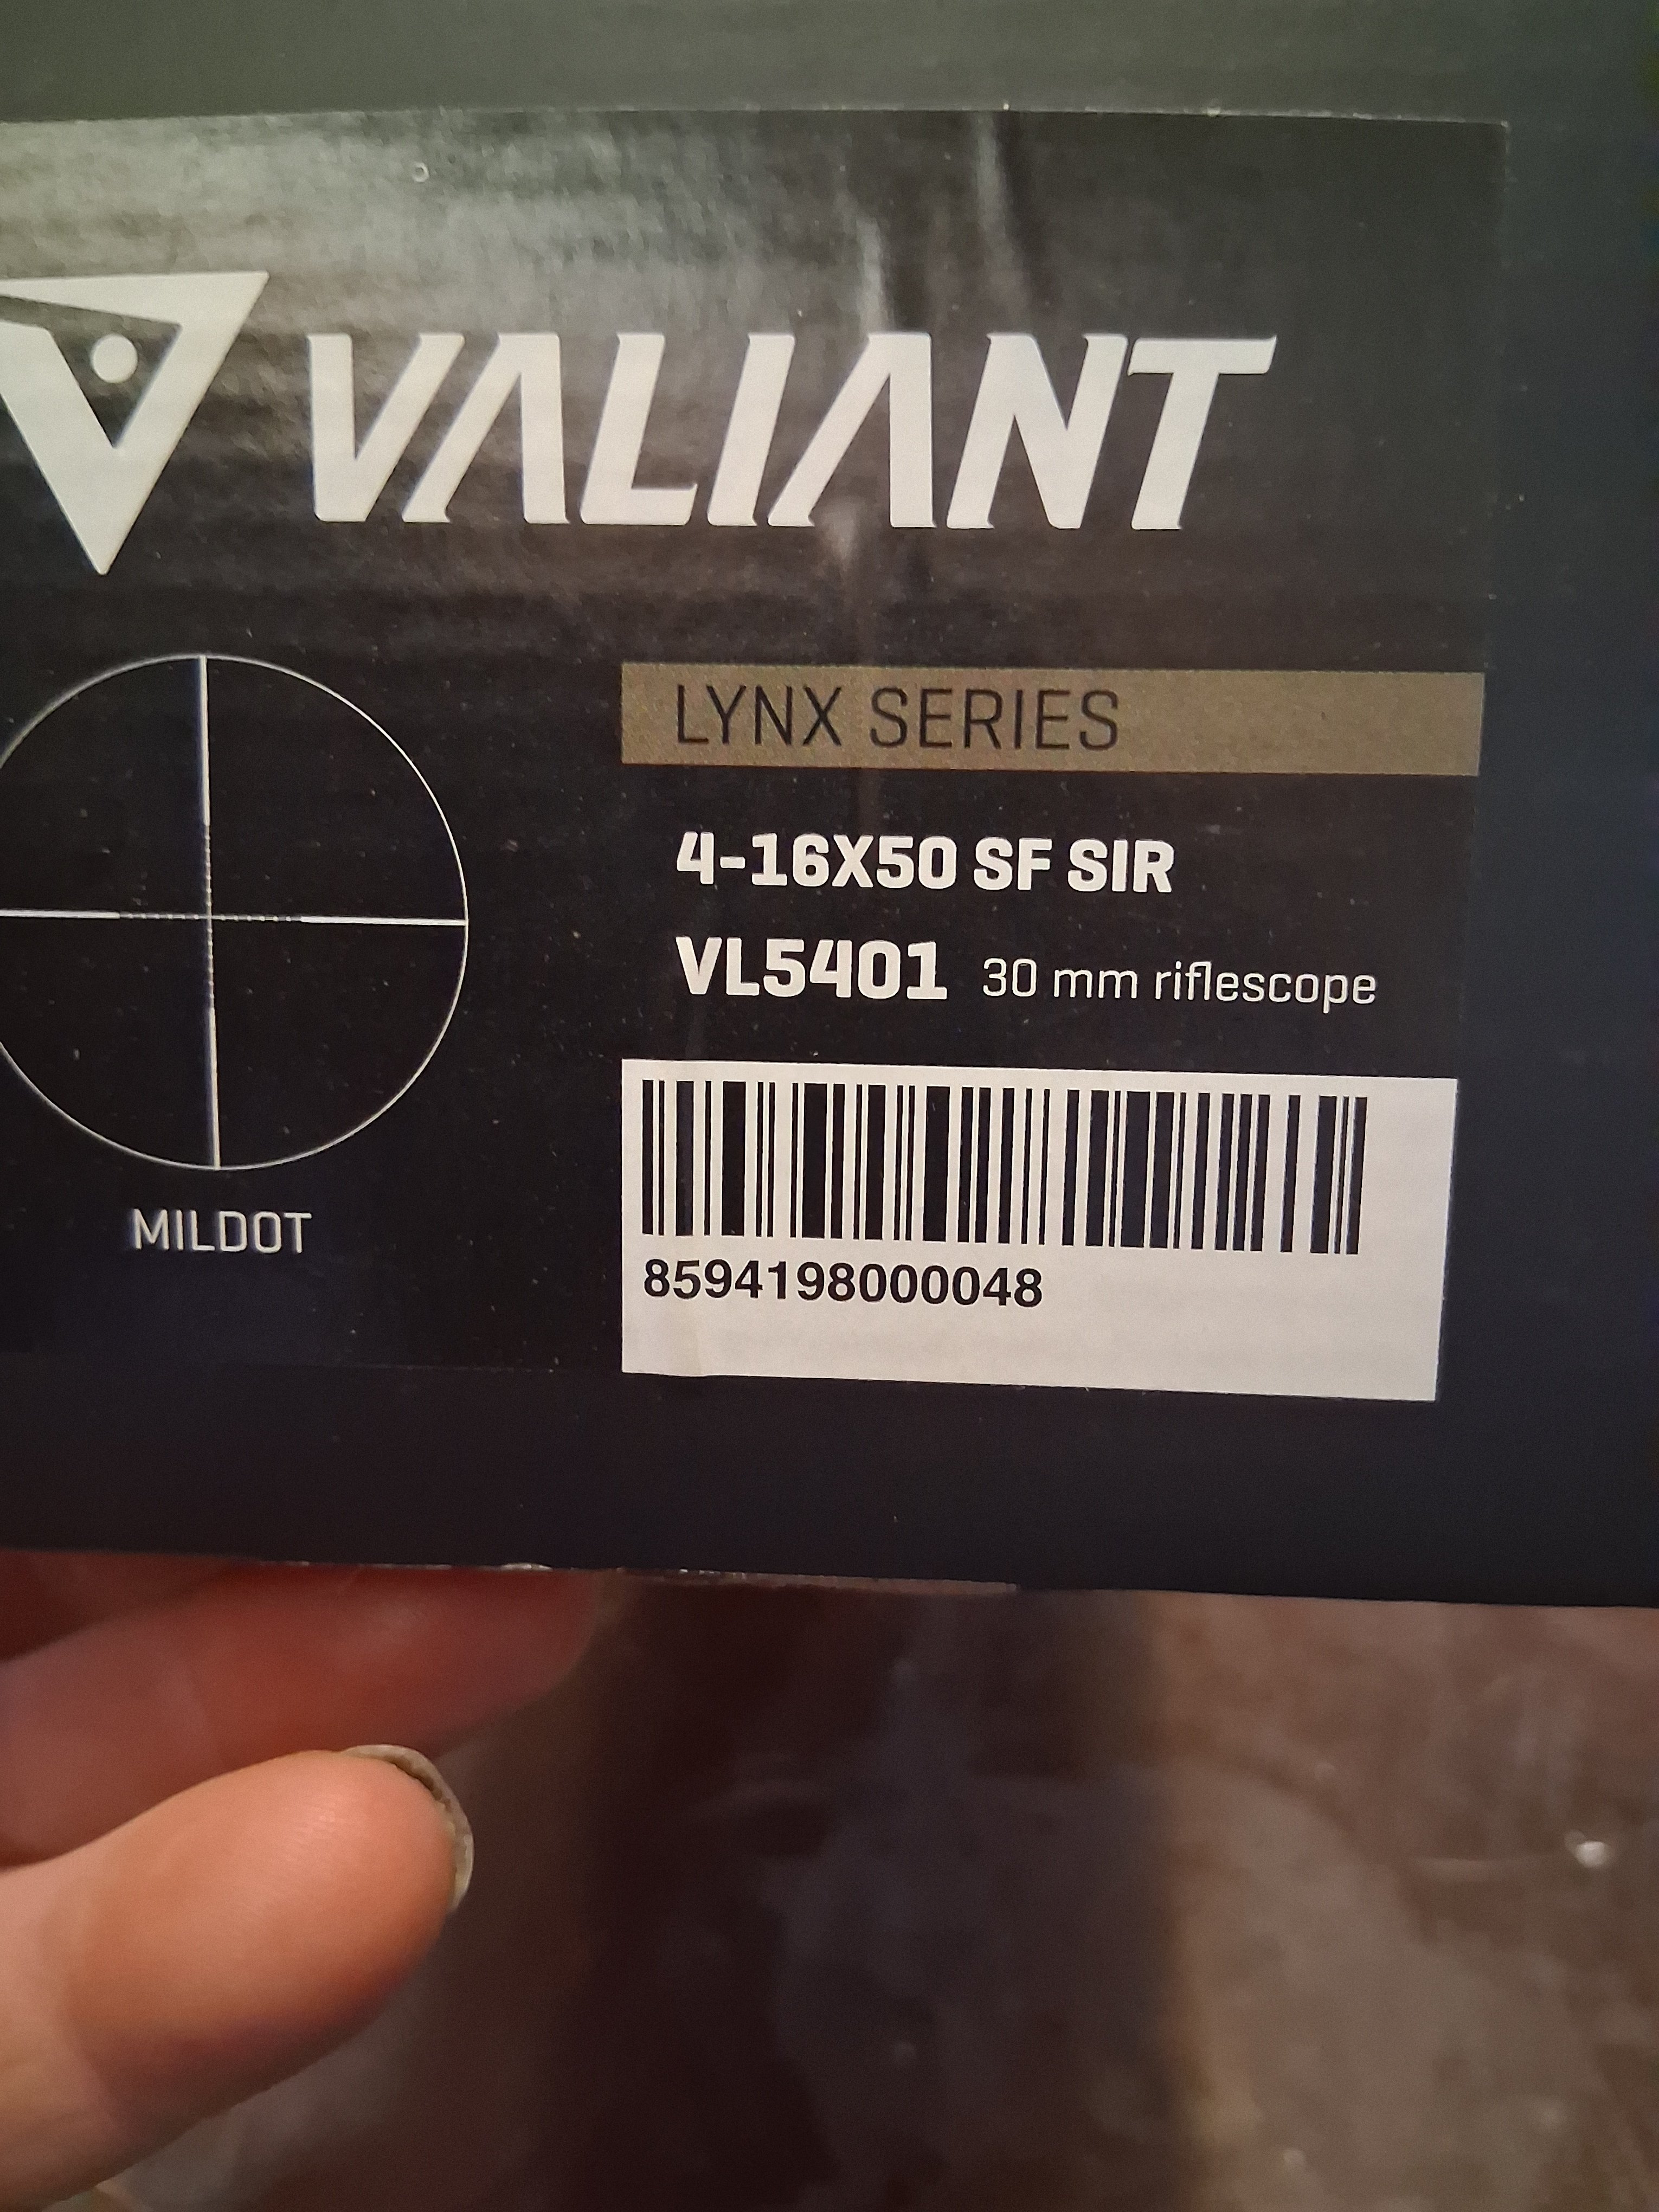 VALIANT
LYNX SERIES
4-16X50 SF SIR
VL5401 30 mm riflescope
MILDOT
8594198000048